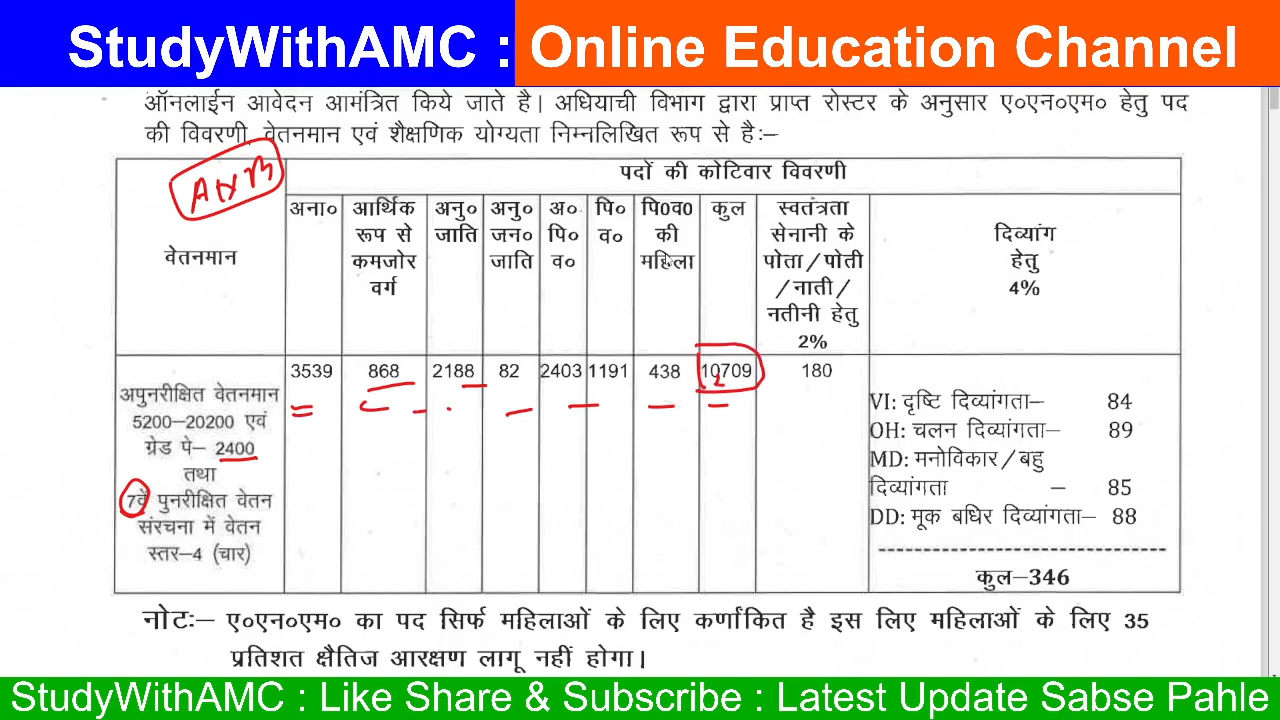 StudyWithAMC : Online Education Channel
ऑनलाईन आवेदन आमंत्रित किये जाते है। अधियाची विभाग द्वारा प्राप्त रोस्टर के अनुसार ए०एन०एम० हेतु पद
की विवरणी, वेतनमान एवं शैक्षणिक योग्यता निम्नलिखित रूप से है:–
वेतनमान
पदों की कोटिवार विवरणी
अना०
आर्थिक
रूप से
कमजोर
वर्ग
अनु०
जाति
अनु०
जन०
जाति
अ०
पि०
व०
पि०
व०
पि0व0
की
महिला
कुल
स्वतंत्रता
सेनानी के
पोता/पोती
/नाती/
नतीनी हेतु
2%
दिव्यांग
हेतु
4%
अपुनरीक्षित वेतनमान
5200–20200 एवं
ग्रेड पे– 2400
तथा
7वें पुनरीक्षित वेतन
संरचना में वेतन
स्तर–4 (चार)
3539 868 2188 82 2403 1191 438 10709 180
VI: दृष्टि दिव्यांगता– 84
OH: चलन दिव्यांगता– 89
MD: मनोविकार/बहु
दिव्यांगता – 85
DD: मूक बधिर दिव्यांगता– 88
कुल–346
नोटः– ए०एन०एम० का पद सिर्फ महिलाओं के लिए कर्णांकित है इस लिए महिलाओं के लिए 35
प्रतिशत क्षैतिज आरक्षण लागू नहीं होगा।
StudyWithAMC : Like Share & Subscribe : Latest Update Sabse Pahle